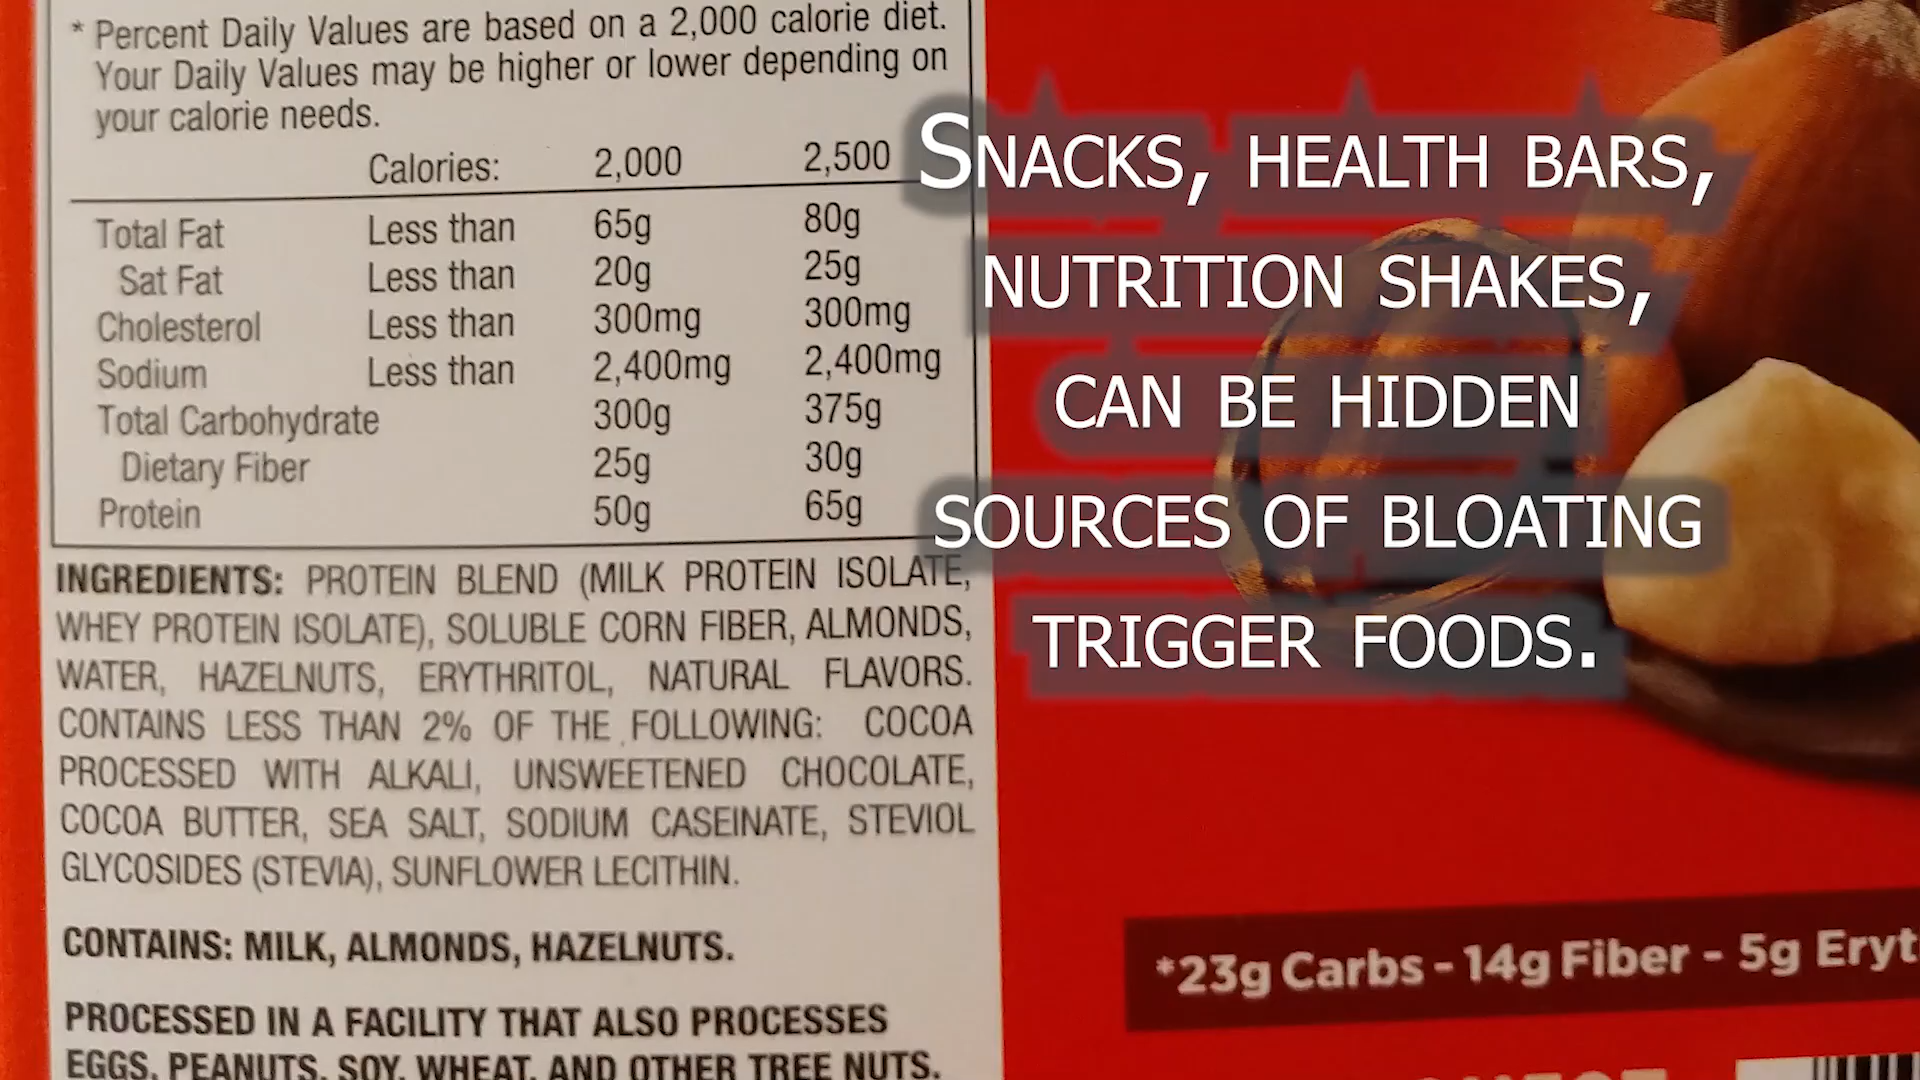 * Percent Daily Values are based on a 2,000 calorie diet.
Your Daily Values may be higher or lower depending on
your calorie needs.
Calories: 2,000 2,500
Total Fat Less than 65g 80g
Sat Fat Less than 20g 25g
Cholesterol Less than 300mg 300mg
Sodium Less than 2,400mg 2,400mg
Total Carbohydrate 300g 375g
Dietary Fiber 25g 30g
Protein 50g 65g
INGREDIENTS: PROTEIN BLEND (MILK PROTEIN ISOLATE,
WHEY PROTEIN ISOLATE), SOLUBLE CORN FIBER, ALMONDS,
WATER, HAZELNUTS, ERYTHRITOL, NATURAL FLAVORS.
CONTAINS LESS THAN 2% OF THE FOLLOWING: COCOA
PROCESSED WITH ALKALI, UNSWEETENED CHOCOLATE,
COCOA BUTTER, SEA SALT, SODIUM CASEINATE, STEVIOL
GLYCOSIDES (STEVIA), SUNFLOWER LECITHIN.
CONTAINS: MILK, ALMONDS, HAZELNUTS.
PROCESSED IN A FACILITY THAT ALSO PROCESSES
EGGS, PEANUTS, SOY, WHEAT, AND OTHER TREE NUTS.
SNACKS, HEALTH BARS,
NUTRITION SHAKES,
CAN BE HIDDEN
SOURCES OF BLOATING
TRIGGER FOODS.
*23g Carbs - 14g Fiber - 5g Eryt